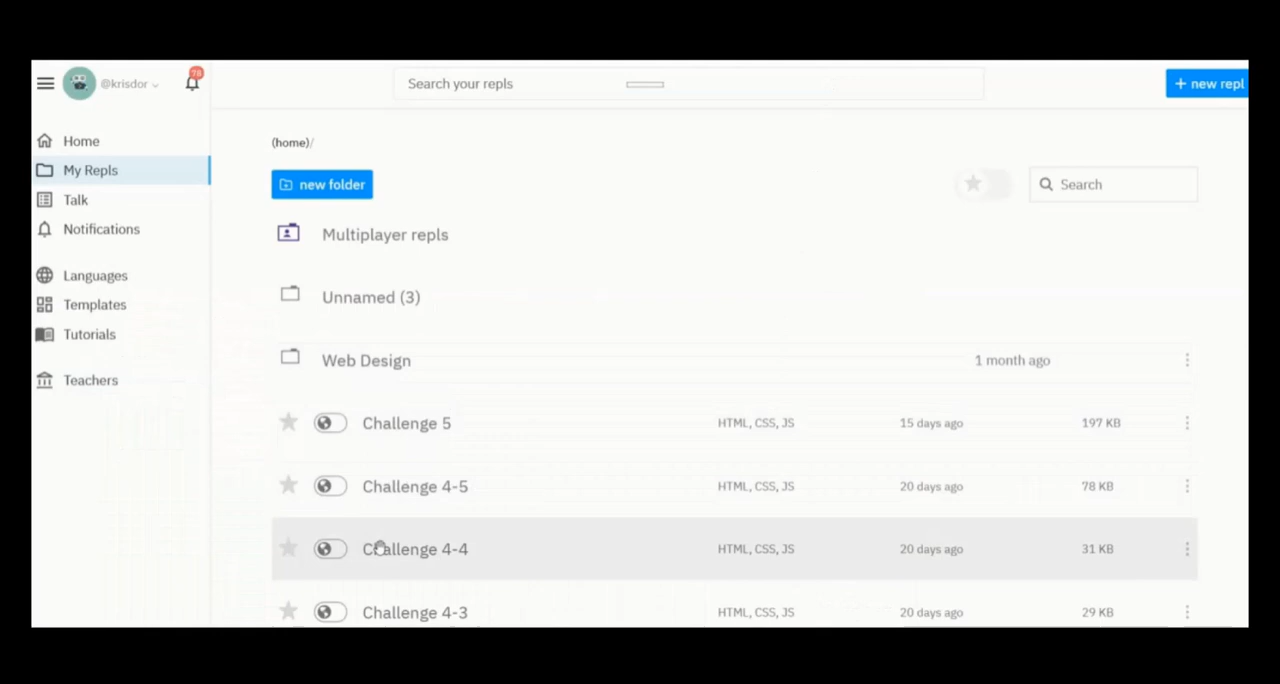 @krisdor
78
Search your repls
+ new repl
Home
My Repls
Talk
Notifications
Languages
Templates
Tutorials
Teachers
(home)/
new folder
Search
Multiplayer repls
Unnamed (3)
Web Design 1 month ago
Challenge 5 HTML, CSS, JS 15 days ago 197 KB
Challenge 4-5 HTML, CSS, JS 20 days ago 78 KB
Challenge 4-4 HTML, CSS, JS 20 days ago 31 KB
Challenge 4-3 HTML, CSS, JS 20 days ago 29 KB